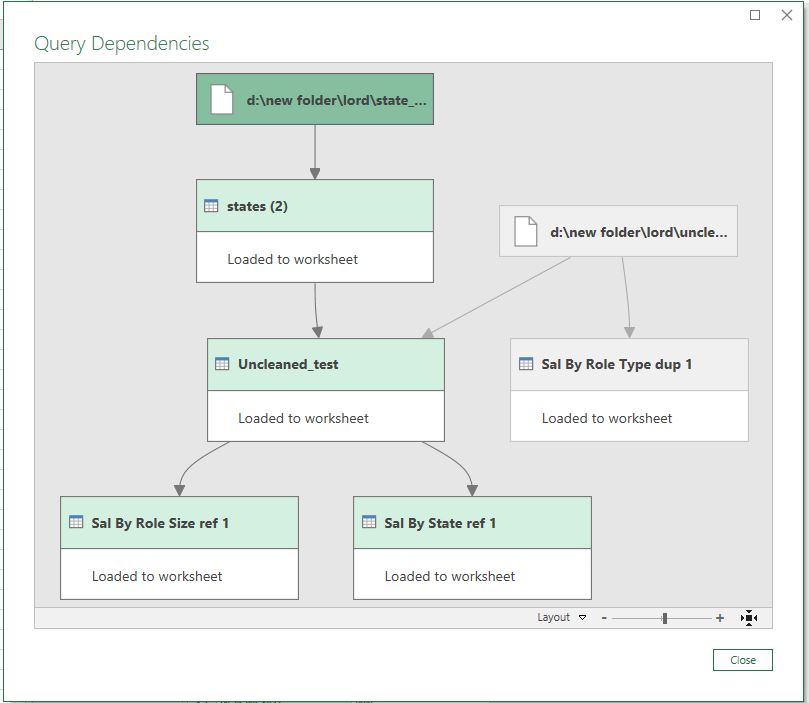 Query Dependencies
d:\new folder\lord\state_...
states (2)
Loaded to worksheet
d:\new folder\lord\uncle...
Uncleaned_test
Loaded to worksheet
Sal By Role Type dup 1
Loaded to worksheet
Sal By Role Size ref 1
Loaded to worksheet
Sal By State ref 1
Loaded to worksheet
Layout - +
Close